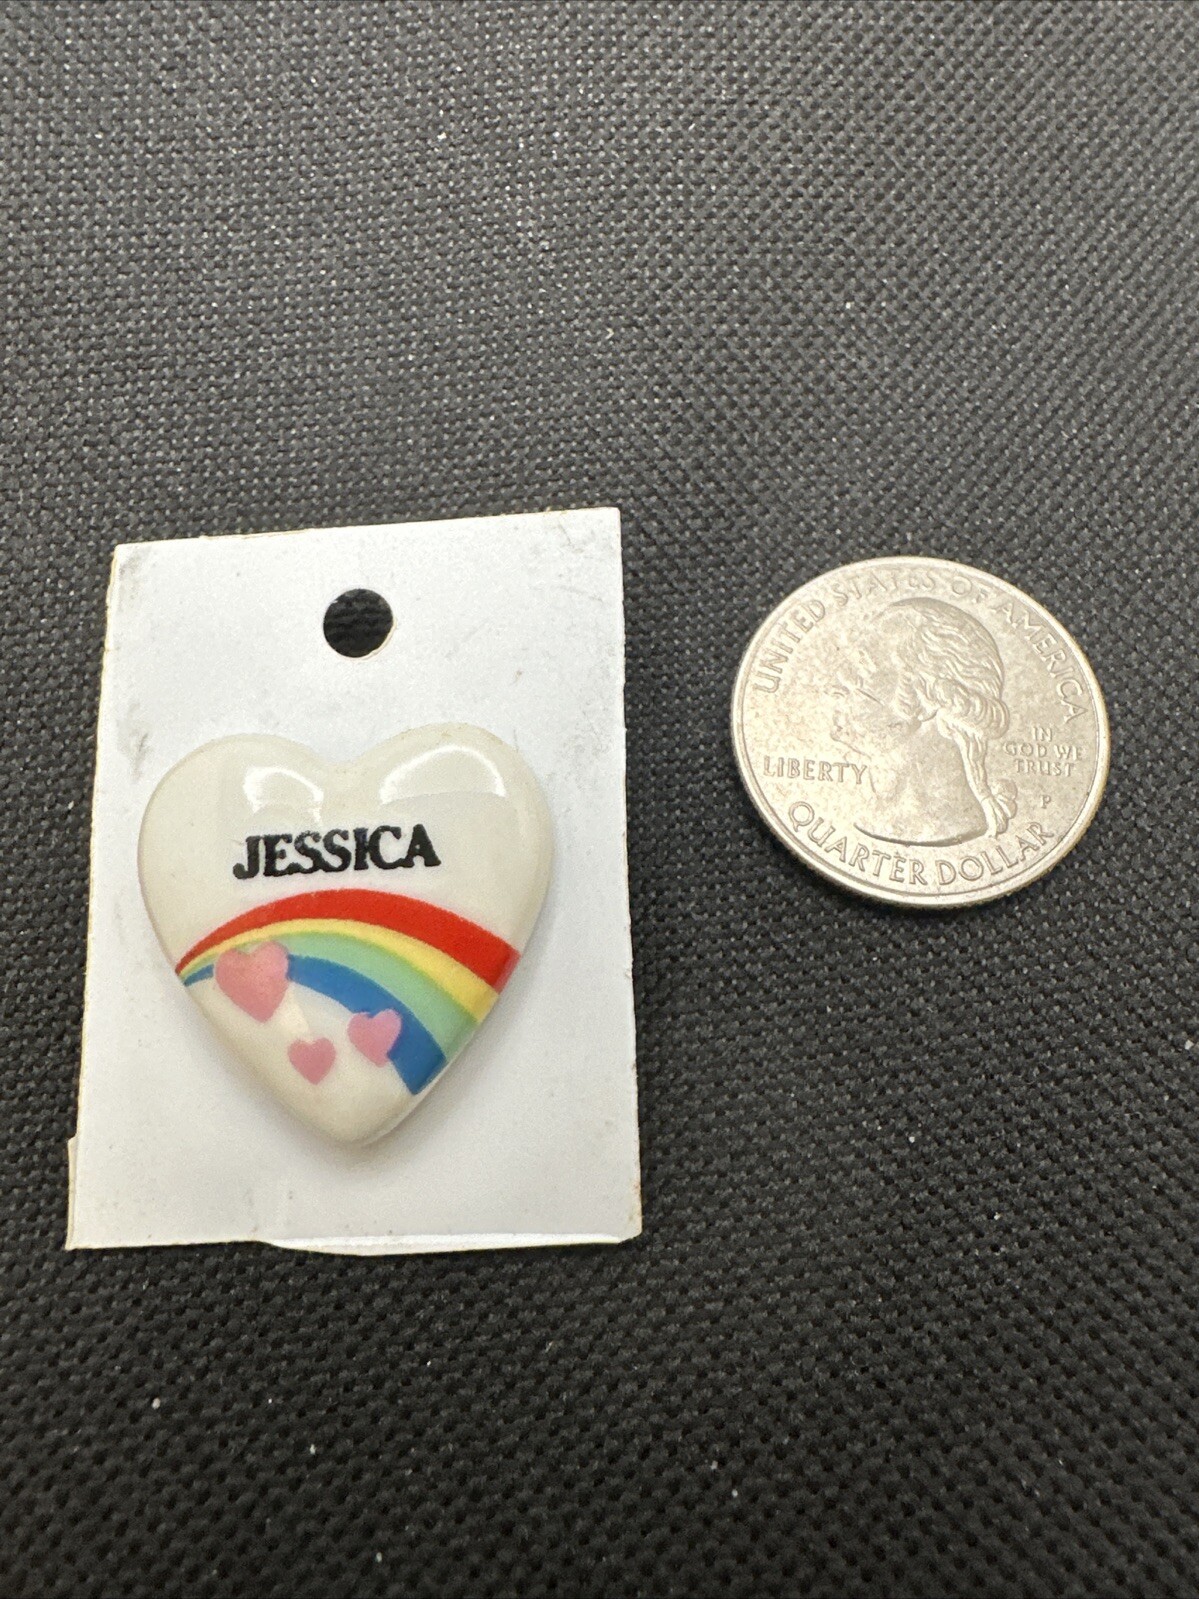 JESSICA
UNITED STATES OF AMERICA
LIBERTY
IN
GOD WE
TRUST
P
QUARTER DOLLAR